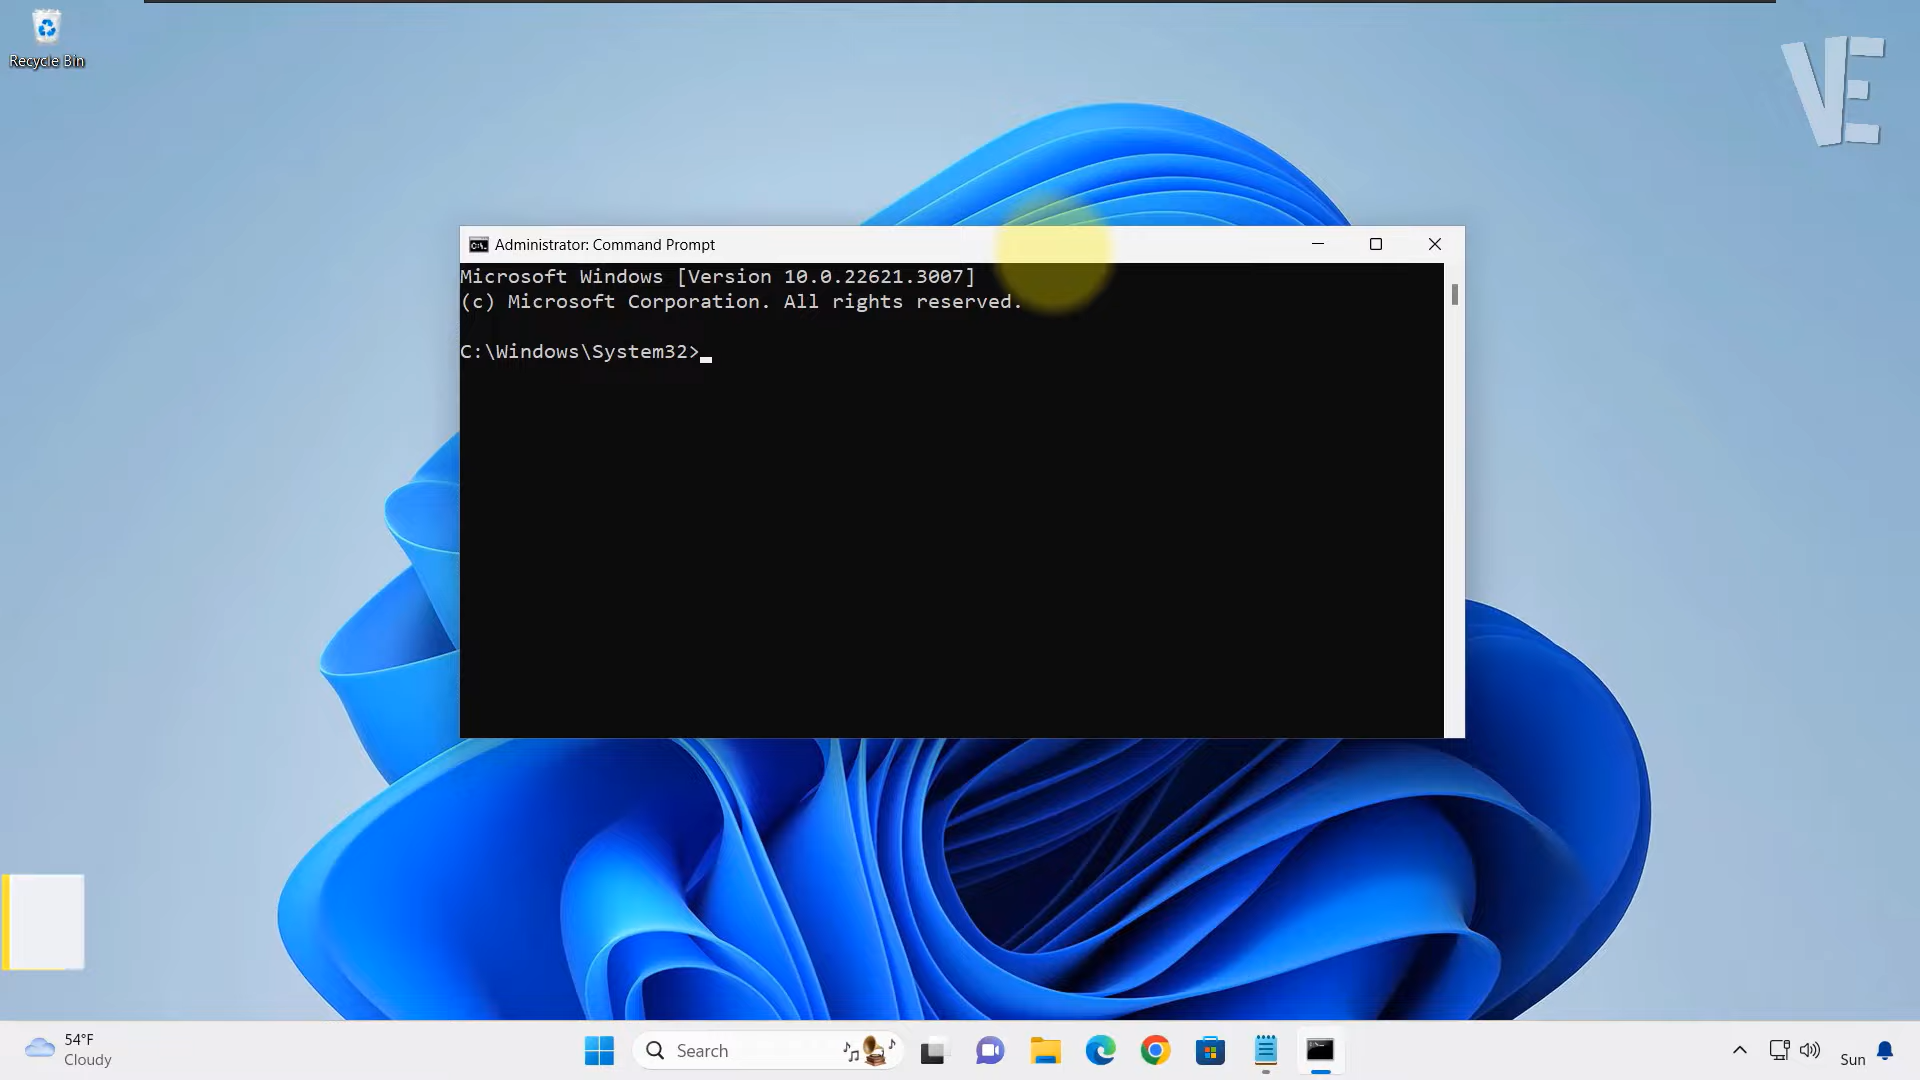 Recycle Bin
VE
Administrator: Command Prompt
Microsoft Windows [Version 10.0.22621.3007]
(c) Microsoft Corporation. All rights reserved.
C:\Windows\System32>
54°F
Cloudy
Search
Sun